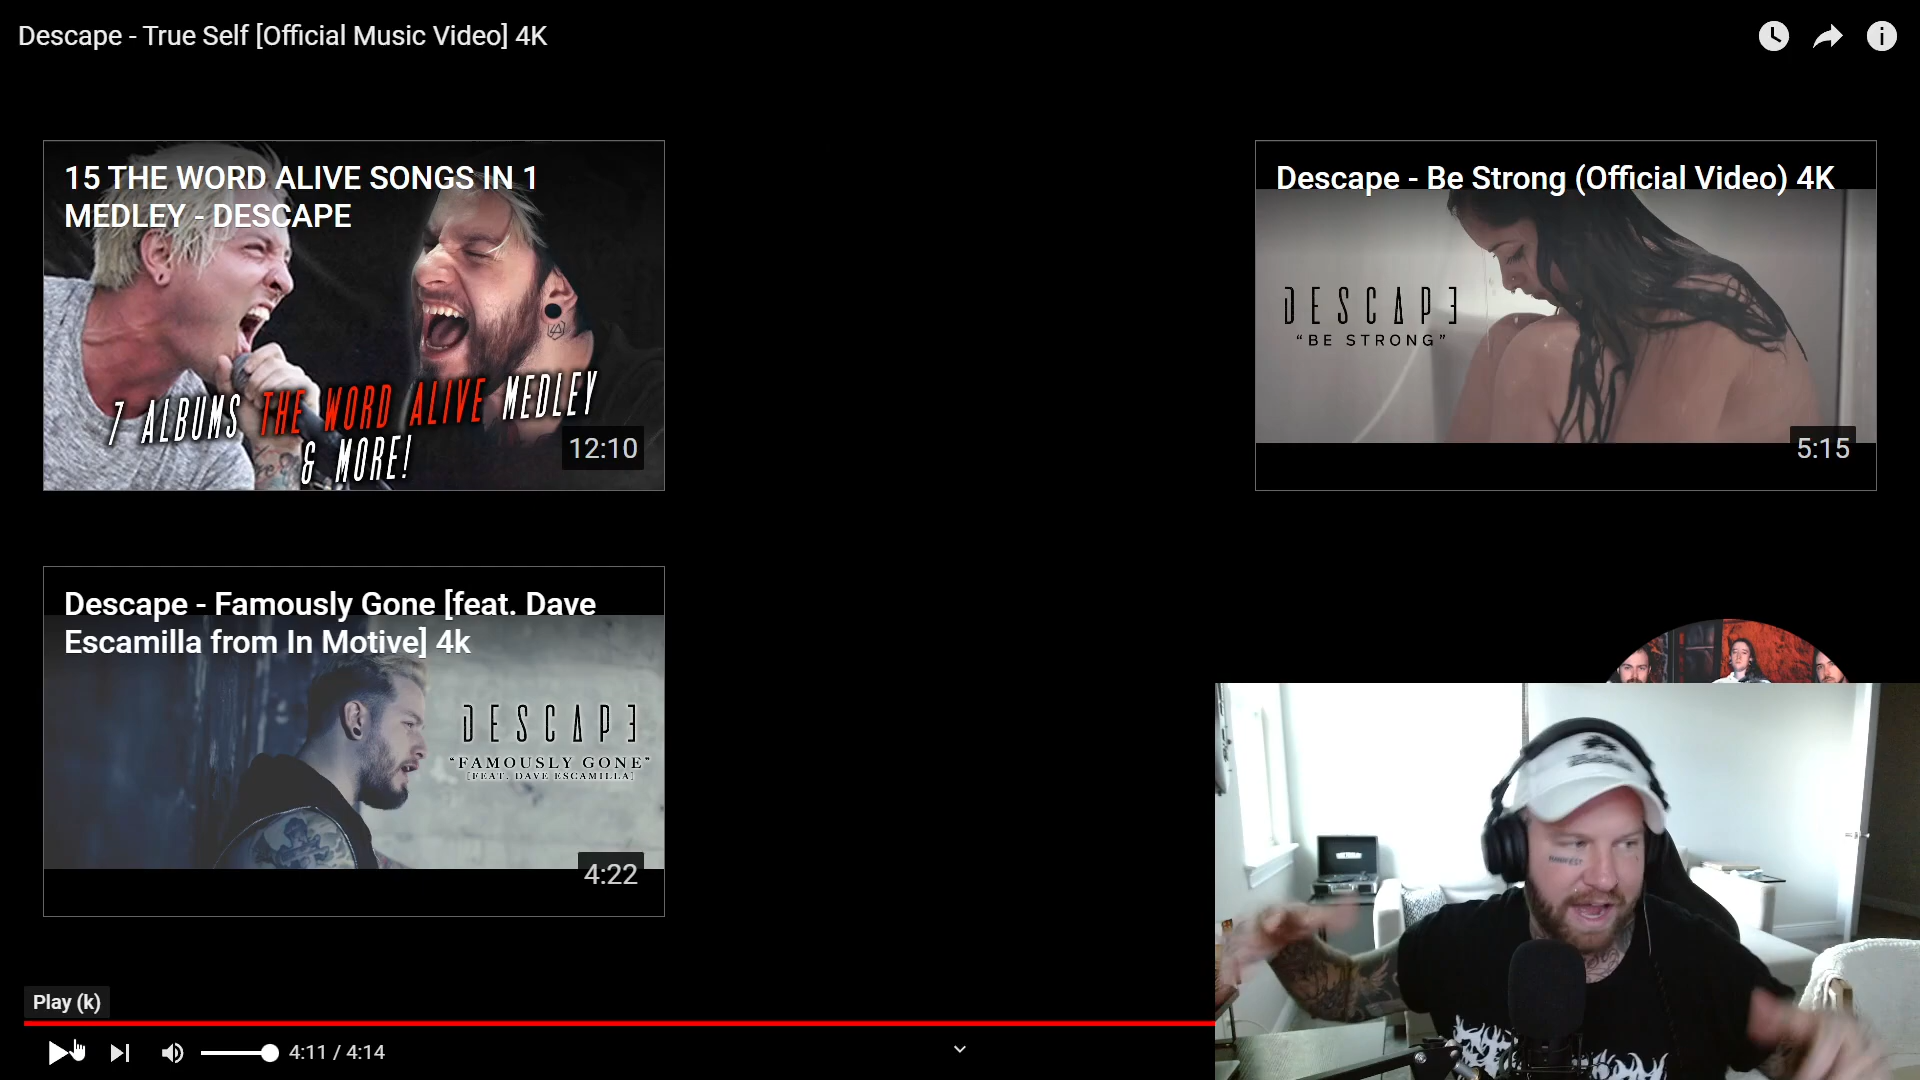 Descape - True Self [Official Music Video] 4K
15 THE WORD ALIVE SONGS IN 1
MEDLEY - DESCAPE
7 ALBUMS THE WORD ALIVE MEDLEY
& MORE!
12:10
Descape - Be Strong (Official Video) 4K
DESCAPE
"BE STRONG"
5:15
Descape - Famously Gone [feat. Dave
Escamilla from In Motive] 4k
DESCAPE
"FAMOUSLY GONE"
[FEAT. DAVE ESCAMILLA]
4:22
Play (k)
4:11 / 4:14